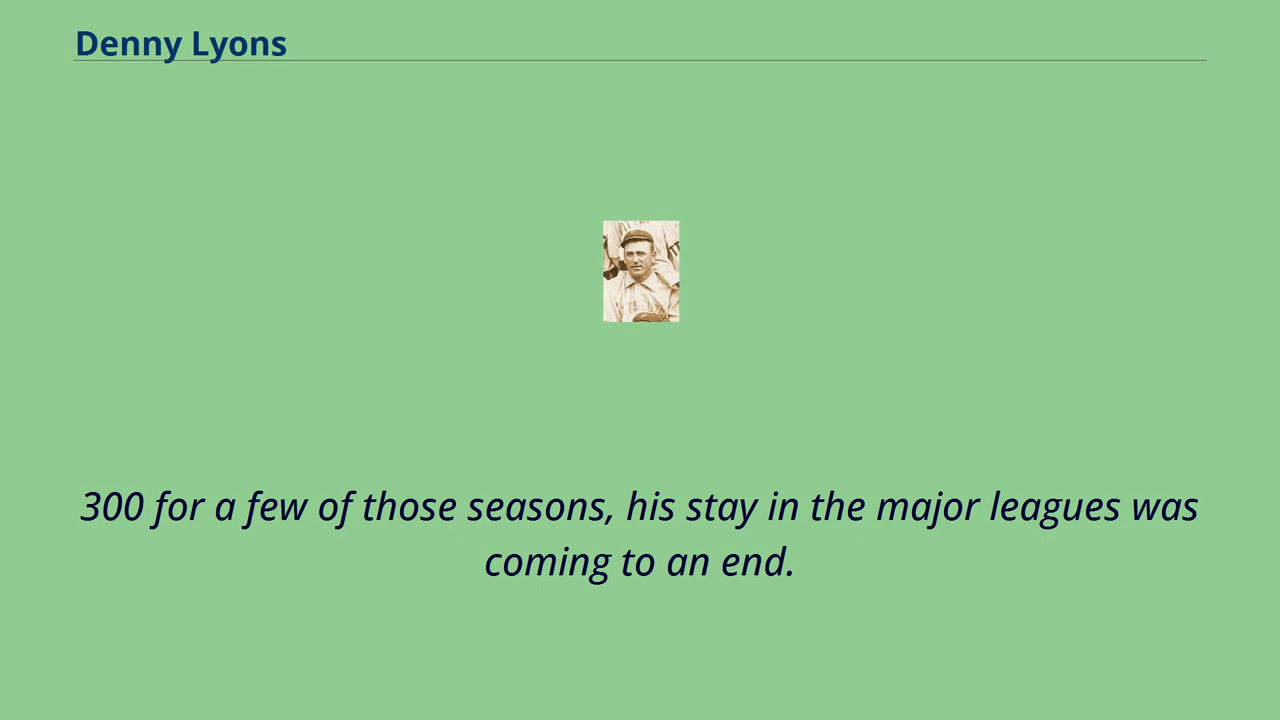 Denny Lyons
300 for a few of those seasons, his stay in the major leagues was
coming to an end.